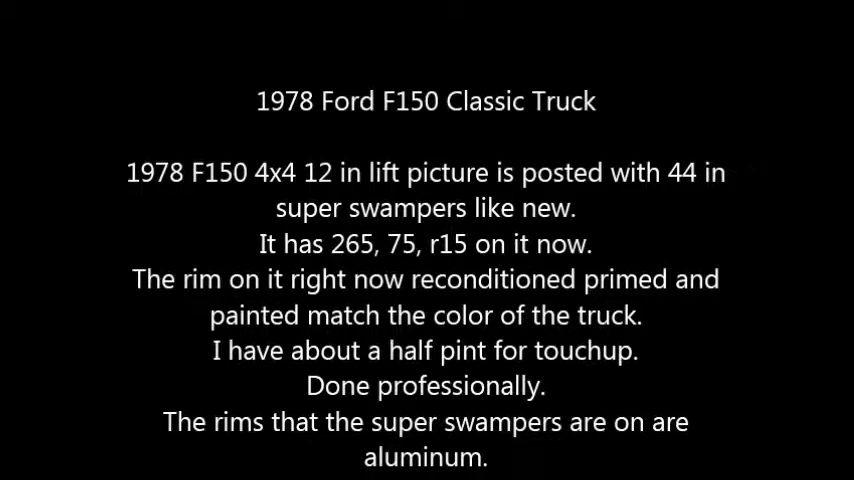 1978 Ford F150 Classic Truck
1978 F150 4x4 12 in lift picture is posted with 44 in
super swampers like new.
It has 265, 75, r15 on it now.
The rim on it right now reconditioned primed and
painted match the color of the truck.
I have about a half pint for touchup.
Done professionally.
The rims that the super swampers are on are
aluminum.